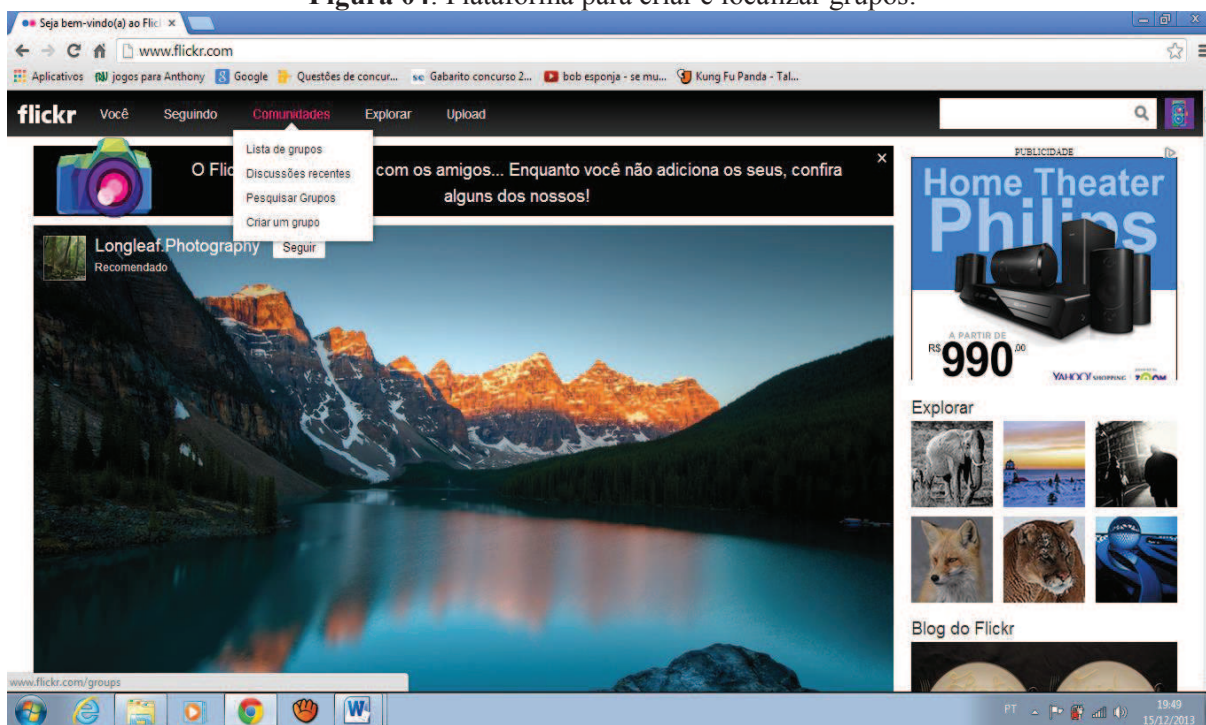 Figura 04. Plataforma para criar e localizar grupos.
Seja bem-vindo(a) ao Flic
www.flickr.com
Aplicativos jogos para Anthony Google Questões de concur... Gabarito concurso 2... bob esponja - se mu... Kung Fu Panda - Tal...
flickr Você Seguindo Comunidades Explorar Upload
Lista de grupos
Discussões recentes
Pesquisar Grupos
Criar um grupo
O Flic com os amigos... Enquanto você não adiciona os seus, confira
alguns dos nossos!
Longleaf.Photography Seguir
Recomendado
PUBLICIDADE
Home Theater
Philips
A PARTIR DE
R$ 990,00
YAHOO! SHOPPING ZOOM
Explorar
Blog do Flickr
www.flickr.com/groups
PT 19:49
15/12/2013